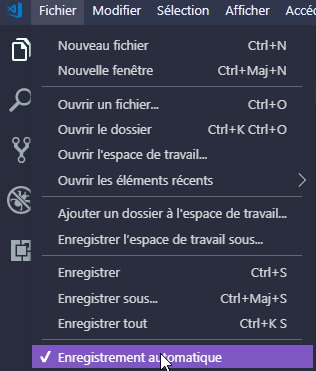 Fichier Modifier Sélection Afficher
Nouveau fichier Ctrl+N
Nouvelle fenêtre Ctrl+Maj+N
Ouvrir un fichier... Ctrl+O
Ouvrir le dossier Ctrl+K Ctrl+O
Ouvrir l'espace de travail...
Ouvrir les éléments récents
Ajouter un dossier à l'espace de travail...
Enregistrer l'espace de travail sous...
Enregistrer Ctrl+S
Enregistrer sous... Ctrl+Maj+S
Enregistrer tout Ctrl+K S
Enregistrement automatique